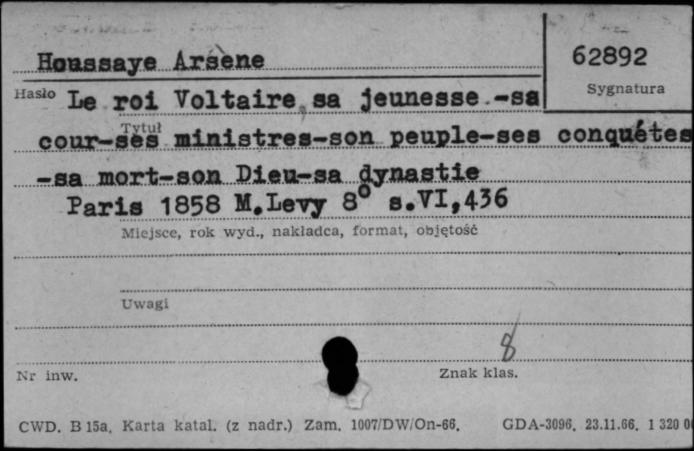 Houssaye Arsène
62892
Sygnatura
Hasło Le roi Voltaire, sa jeunesse.-sa
Tytuł
cour-ses ministres-son peuple-ses conquétes
-sa mort-son Dieu-sa dynastie
Paris 1858 M.Levy 8° s.VI,436
Miejsce, rok wyd., nakładca, format, objętość
Uwagi
8
Nr inw.
Znak klas.
CWD. B 15a. Karta katal. (z nadr.) Zam. 1007/DW/On-66. GDA-3096. 23.11.66. 1 320 0